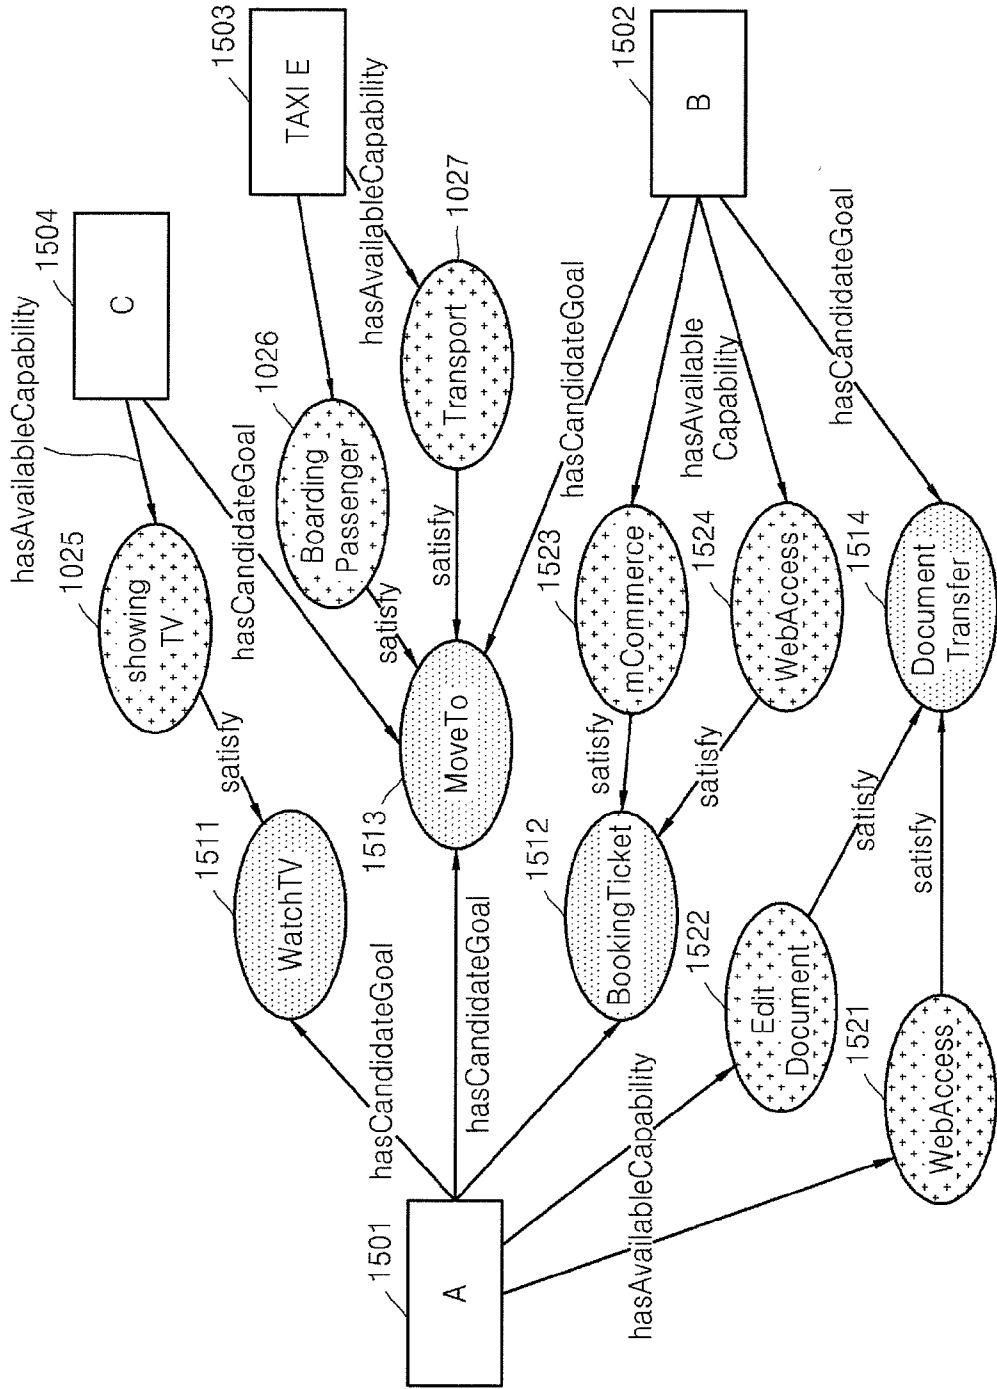 1504
C
hasAvailableCapability
1503
TAXI E
hasAvailableCapability
1025
showing
TV
hasCandidateGoal
1026
Boarding
Passenger
1027
Transport
satisfy
satisfy
satisfy
1511
WatchTV
1513
MoveTo
hasCandidateGoal
1502
B
hasCandidateGoal
hasCandidateGoal
1523
mCommerce
hasAvailable
Capability
hasCandidateGoal
1524
WebAccess
satisfy
satisfy
1512
BookingTicket
1514
Document
Transfer
satisfy
satisfy
1501
A
1522
Edit
Document
hasAvailableCapability
1521
WebAccess